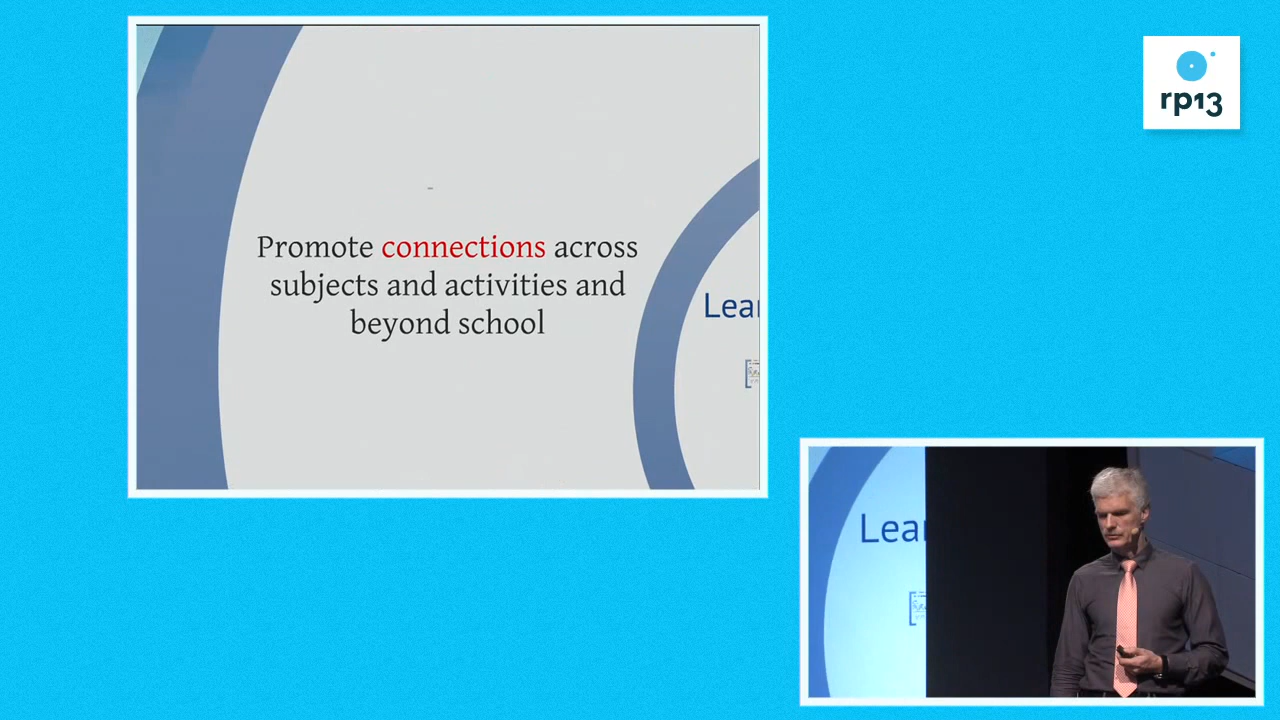 Promote connections across
subjects and activities and
beyond school
Lear
rp13
Lear